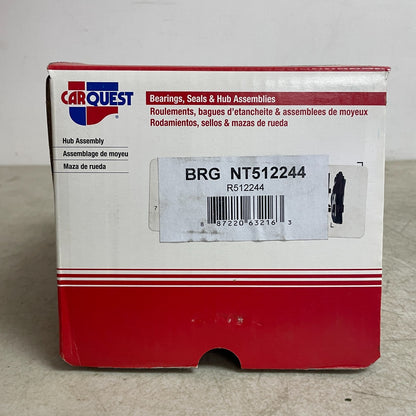 CARQUEST
Bearings, Seals & Hub Assemblies
Roulements, bagues d'etancheite & assemblees de moyeux
Rodamientos, sellos & mazas de rueda
Hub Assembly
Assemblage de moyeu
Maza de rueda
BRG NT512244
R512244
7
8 87220 63216 3